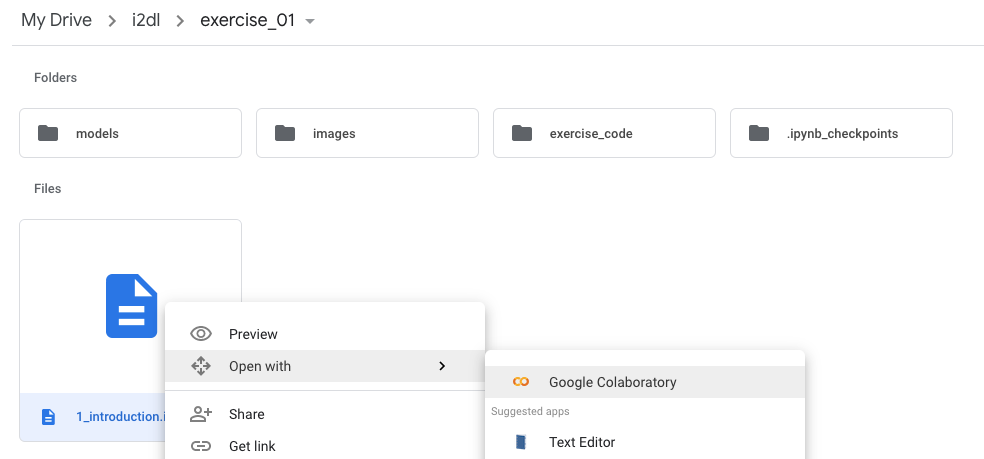 My Drive > i2dl > exercise_01
Folders
models
images
exercise_code
.ipynb_checkpoints
Files
1_introduction.i
Preview
Open with
Share
Get link
Google Colaboratory
Suggested apps
Text Editor